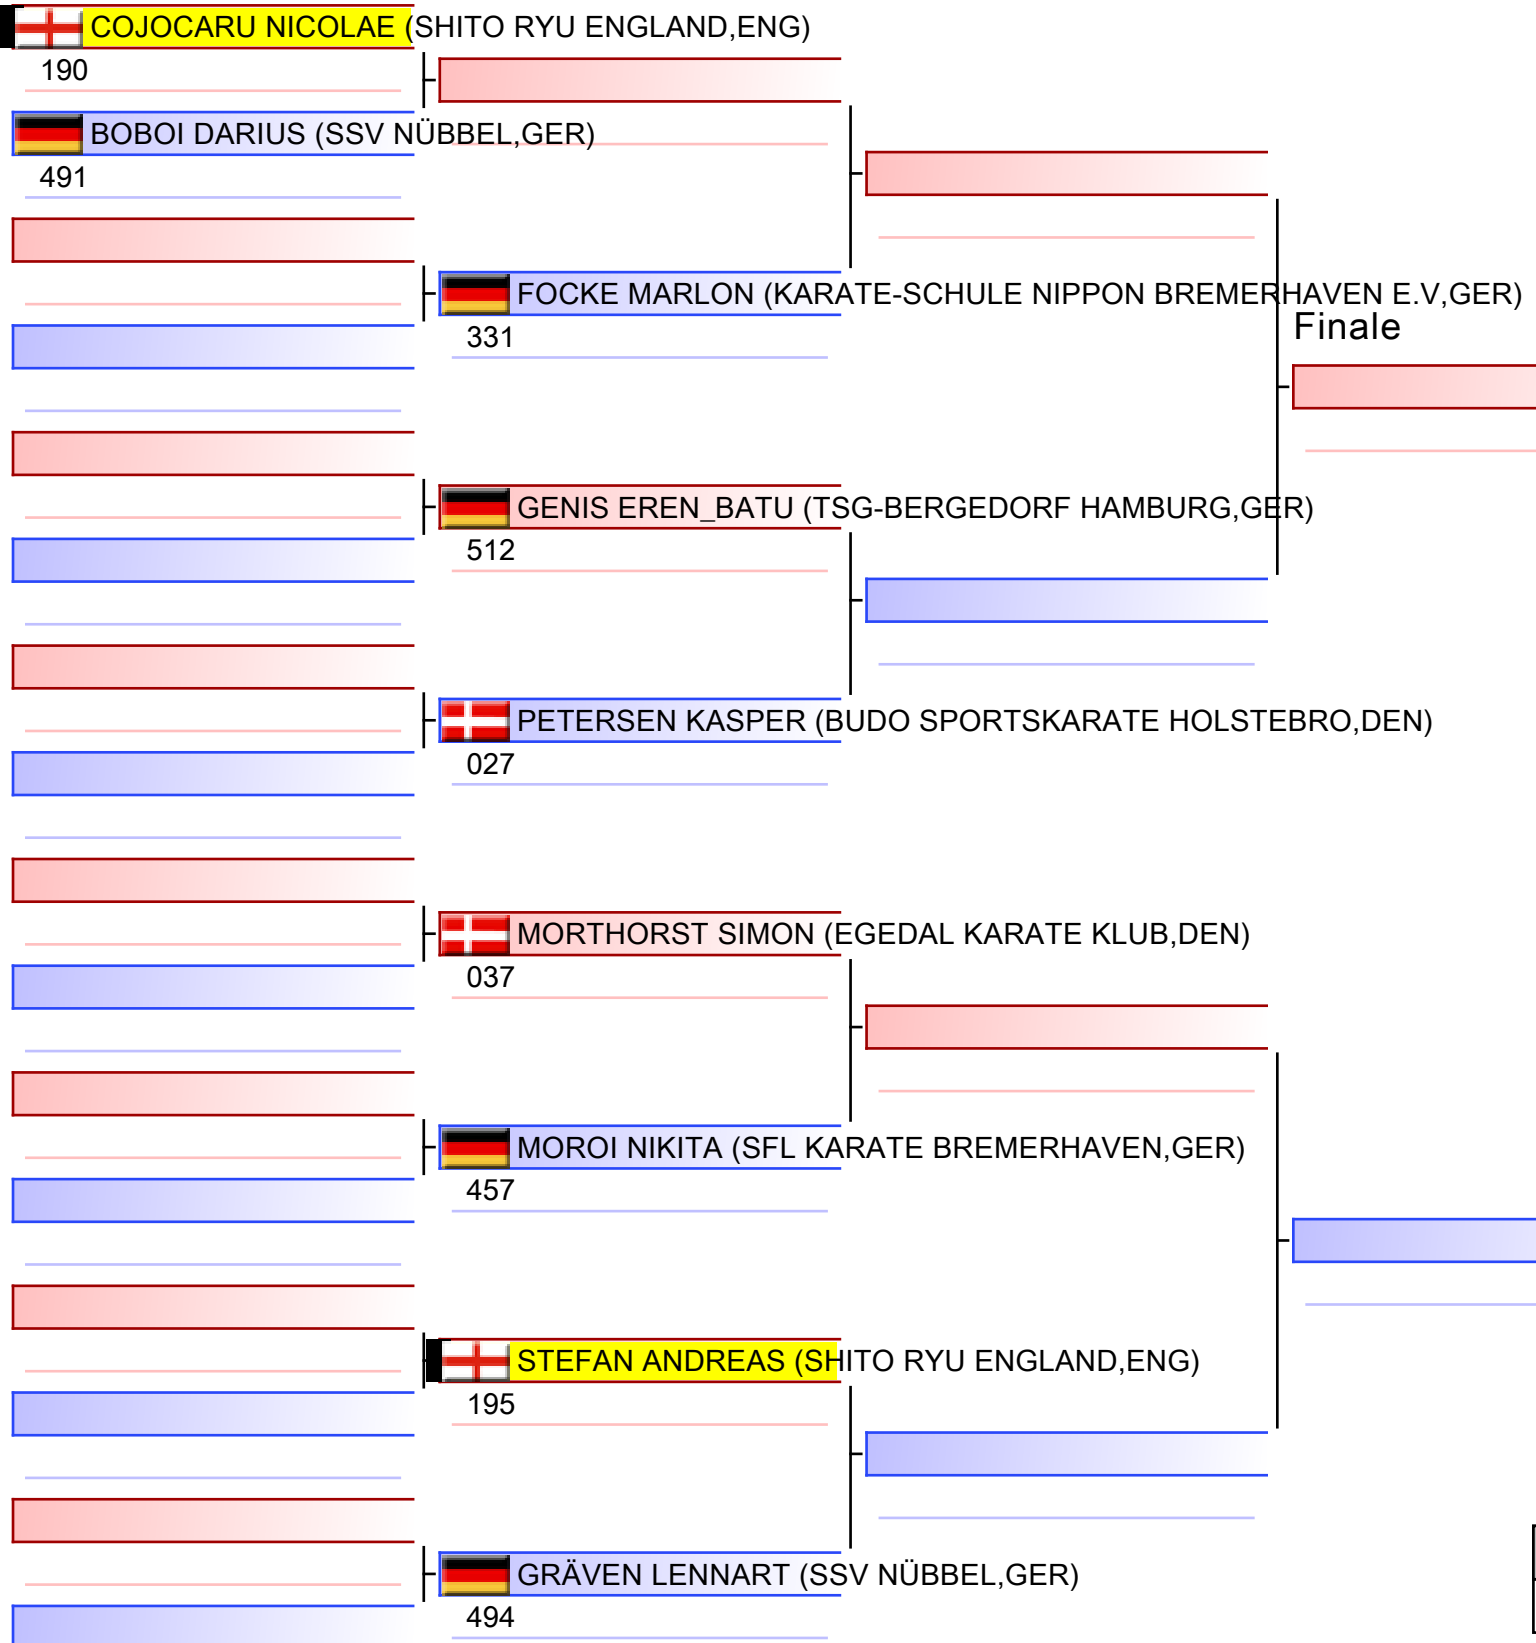 COJOCARU NICOLAE (SHITO RYU ENGLAND,ENG)
190
BOBOI DARIUS (SSV NÜBBEL,GER)
491
FOCKE MARLON (KARATE-SCHULE NIPPON BREMERHAVEN E.V,GER)
331
Finale
GENIS EREN_BATU (TSG-BERGEDORF HAMBURG,GER)
512
PETERSEN KASPER (BUDO SPORTSKARATE HOLSTEBRO,DEN)
027
MORTHORST SIMON (EGEDAL KARATE KLUB,DEN)
037
MOROI NIKITA (SFL KARATE BREMERHAVEN,GER)
457
STEFAN ANDREAS (SHITO RYU ENGLAND,ENG)
195
GRÄVEN LENNART (SSV NÜBBEL,GER)
494